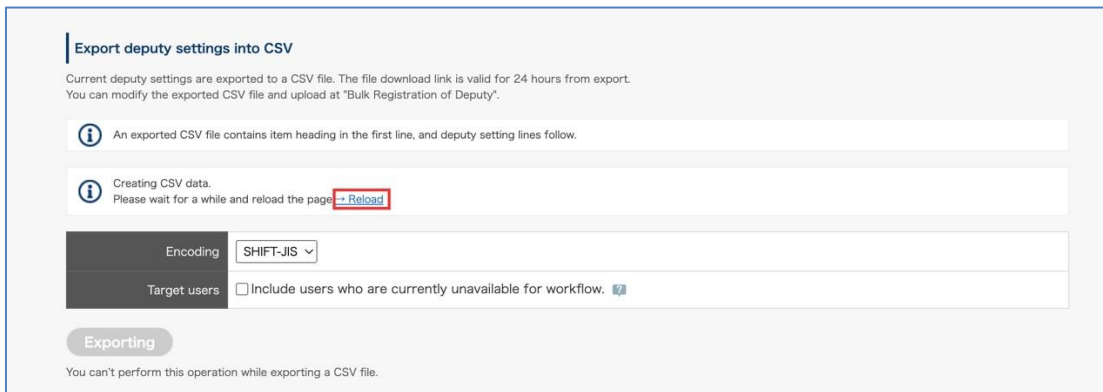 Export deputy settings into CSV
Current deputy settings are exported to a CSV file. The file download link is valid for 24 hours from export.
You can modify the exported CSV file and upload at "Bulk Registration of Deputy".
An exported CSV file contains item heading in the first line, and deputy setting lines follow.
Creating CSV data.
Please wait for a while and reload the page → Reload
Encoding SHIFT-JIS
Target users Include users who are currently unavailable for workflow. ?
Exporting
You can't perform this operation while exporting a CSV file.